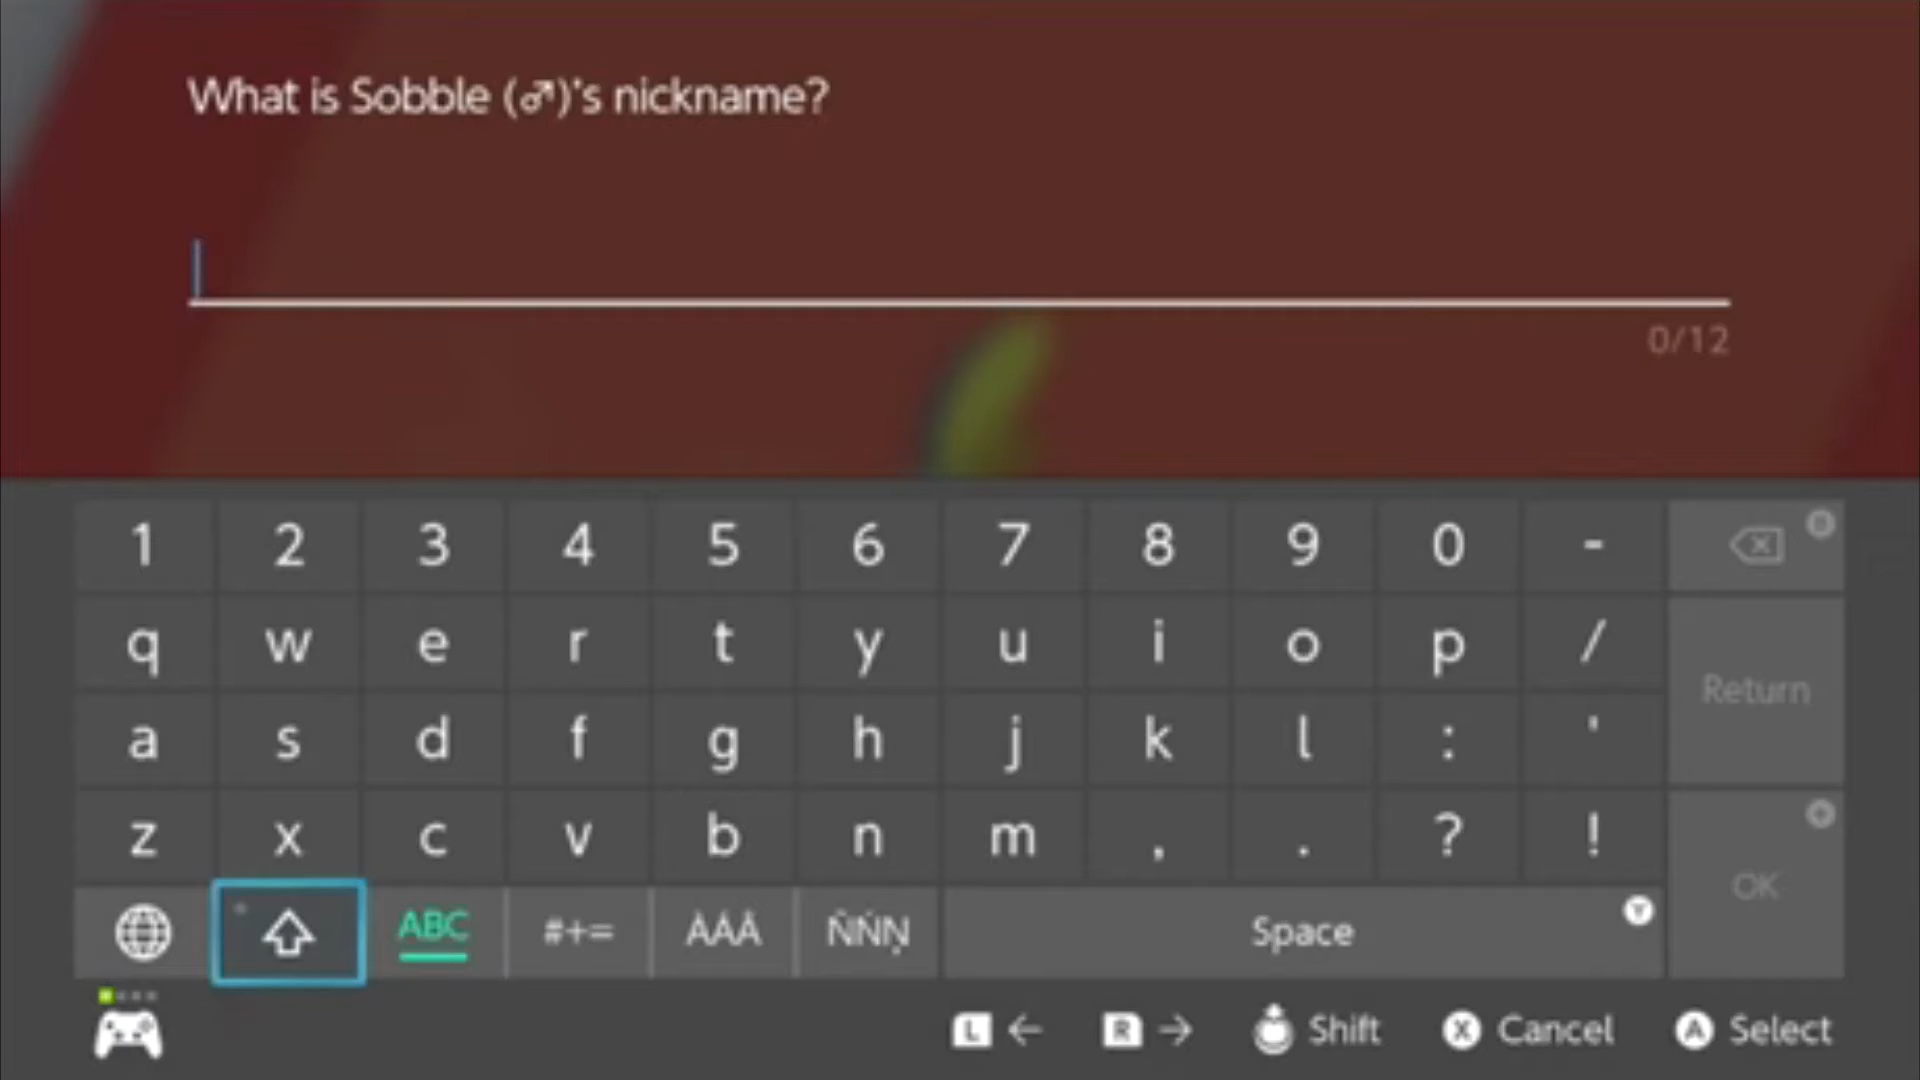 What is Sobble (♂)'s nickname?
0/12
1 2 3 4 5 6 7 8 9 0 -
q w e r t y u i o p /
Return
a s d f g h j k l : '
z x c v b n m , . ? !
OK
ABC #+= ÀÁÂ ÑŃŅ Space Y
L ← R → Shift X Cancel A Select